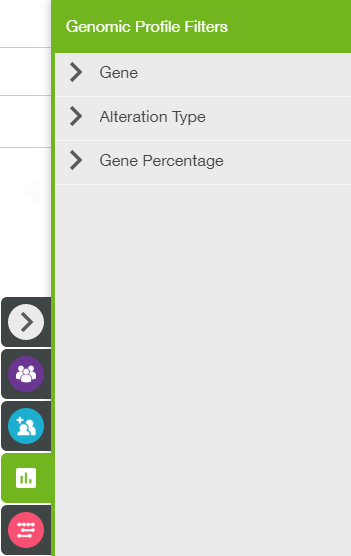 Genomic Profile Filters
Gene
Alteration Type
Gene Percentage